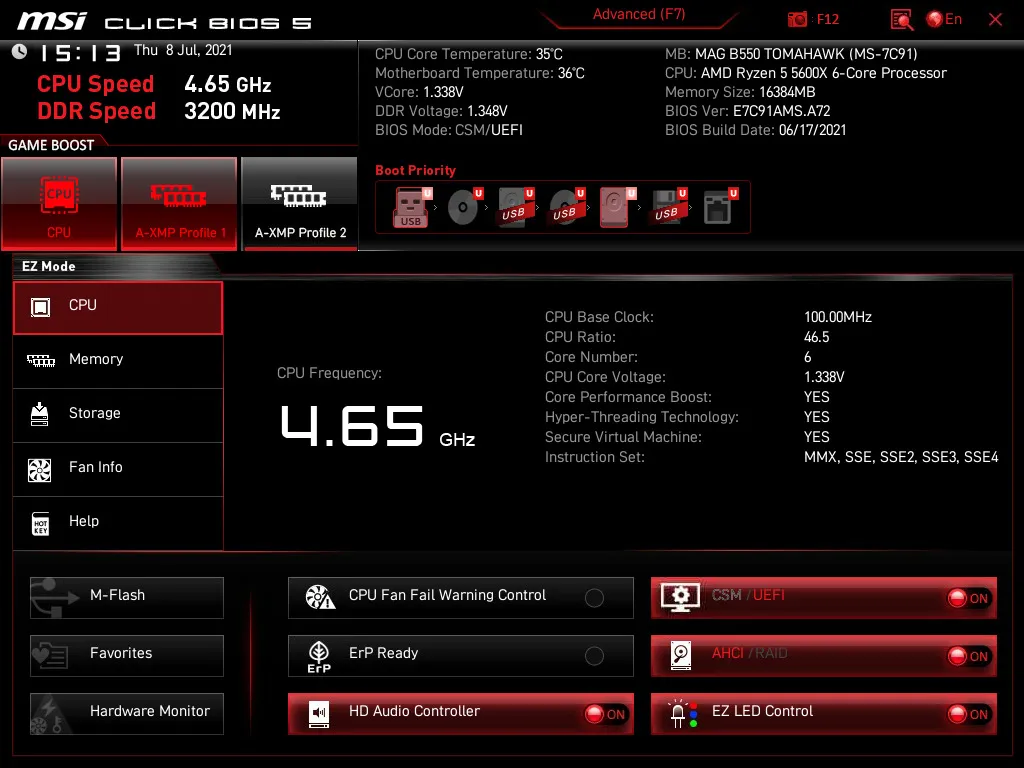 msi CLICK BIOS 5
Advanced (F7)
F12
En
15:13 Thu 8 Jul, 2021
CPU Speed 4.65 GHz
DDR Speed 3200 MHz
CPU Core Temperature: 35°C
Motherboard Temperature: 36°C
VCore: 1.338V
DDR Voltage: 1.348V
BIOS Mode: CSM/UEFI
MB: MAG B550 TOMAHAWK (MS-7C91)
CPU: AMD Ryzen 5 5600X 6-Core Processor
Memory Size: 16384MB
BIOS Ver: E7C91AMS.A72
BIOS Build Date: 06/17/2021
GAME BOOST
CPU
CPU
A-XMP Profile 1
A-XMP Profile 2
Boot Priority
U U U U U U U
USB USB USB USB
EZ Mode
CPU
Memory
Storage
Fan Info
HOT KEY Help
CPU Frequency:
4.65 GHz
CPU Base Clock: 100.00MHz
CPU Ratio: 46.5
Core Number: 6
CPU Core Voltage: 1.338V
Core Performance Boost: YES
Hyper-Threading Technology: YES
Secure Virtual Machine: YES
Instruction Set: MMX, SSE, SSE2, SSE3, SSE4
M-Flash
Favorites
Hardware Monitor
CPU Fan Fail Warning Control
ErP ErP Ready
HD Audio Controller ON
CSM /UEFI ON
AHCI /RAID ON
EZ LED Control ON